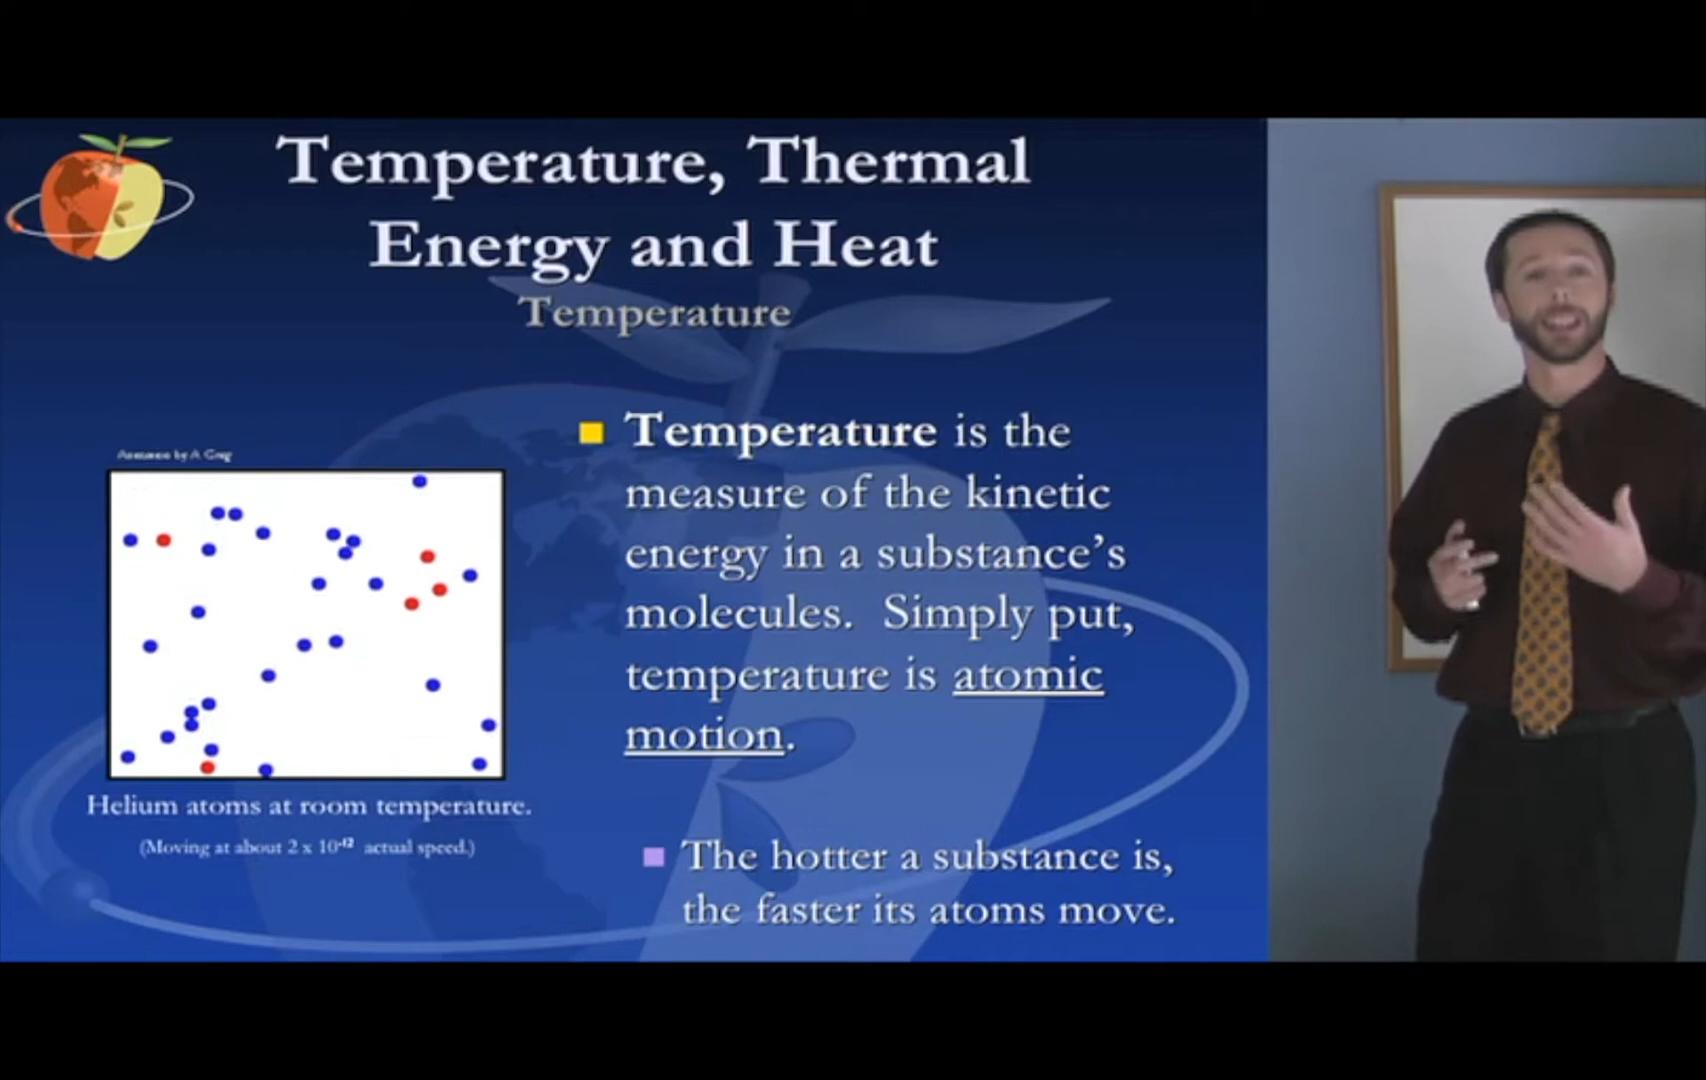 Temperature, Thermal
Energy and Heat
Temperature
Temperature is the
measure of the kinetic
energy in a substance's
molecules. Simply put,
temperature is atomic
motion.
The hotter a substance is,
the faster its atoms move.
by A Greg
Helium atoms at room temperature.
(Moving at about 2 x 10⁻¹² actual speed.)